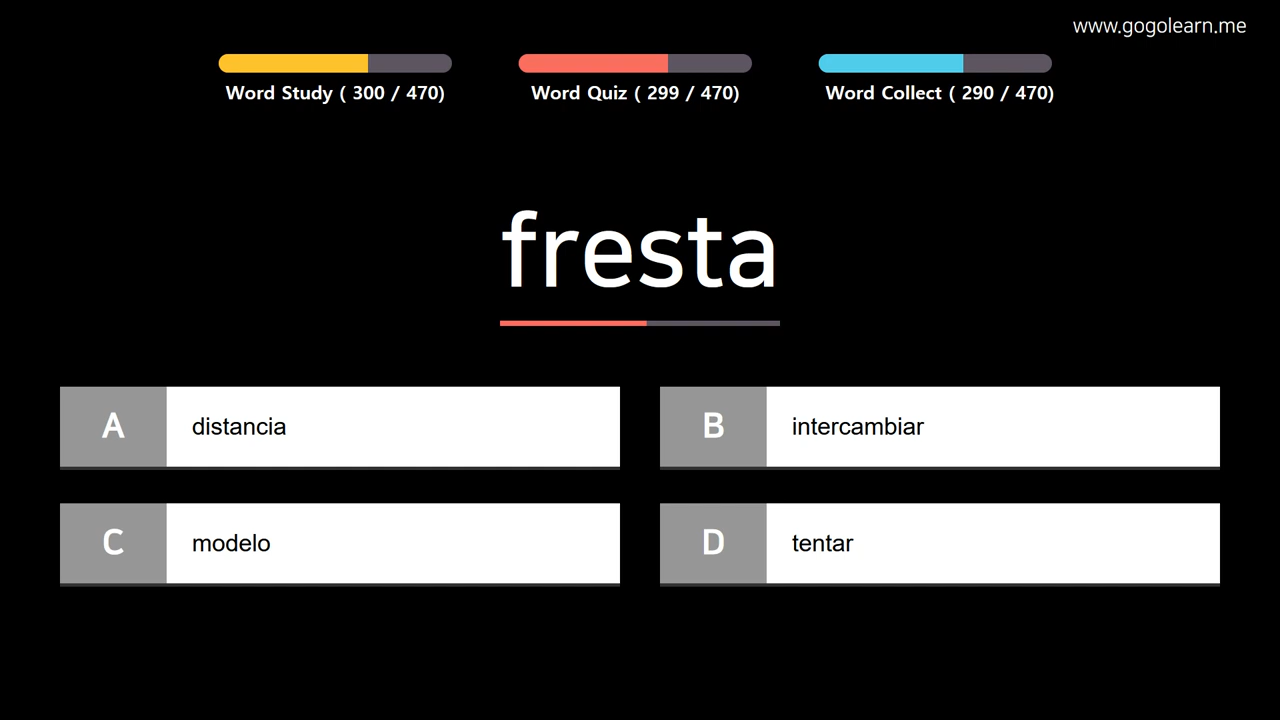 www.gogolearn.me
Word Study ( 300 / 470)
Word Quiz ( 299 / 470)
Word Collect ( 290 / 470)
fresta
A distancia
B intercambiar
C modelo
D tentar